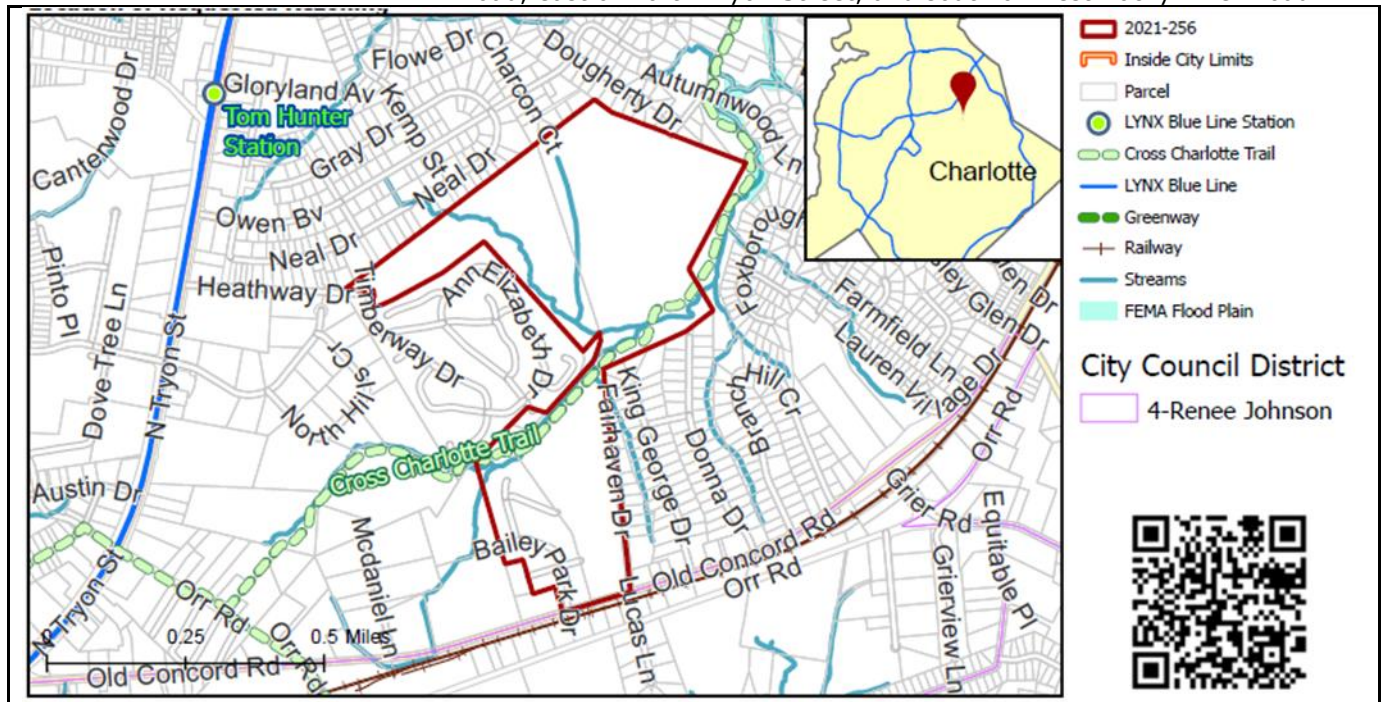 2021-256
Inside City Limits
Parcel
LYNX Blue Line Station
Cross Charlotte Trail
LYNX Blue Line
Greenway
Railway
Streams
FEMA Flood Plain
City Council District
4-Renee Johnson
Charlotte
Flowe Dr
Charcon Ct
Dougherty Dr
Autumnwood Ln
Gloryland Av
Tom Hunter
Station
Canterwood Dr
Kemp St
Gray Dr
Neal Dr
Owen Bv
Neal Dr
Heathway Dr
Timberway Dr
Ann Elizabeth Dr
Pinto Pl
Dove Tree Ln
N Tryon St
North Hills Cr
Foxborough
Farmfield Ln
Lauren Village Dr
Glen Dr
Orr Rd
Hill Cr
Branch
King George Dr
Fairhaven Dr
Donna Dr
Cross Charlotte Trail
Austin Dr
Mcdaniel Ln
Bailey Park Dr
Lucas Ln
Old Concord Rd
Orr Rd
Grier Rd
Equitable Pl
Grierview Ln
N Tryon St
Orr Rd
Orr Rd
Old Concord Rd
0 0.25 0.5 Miles